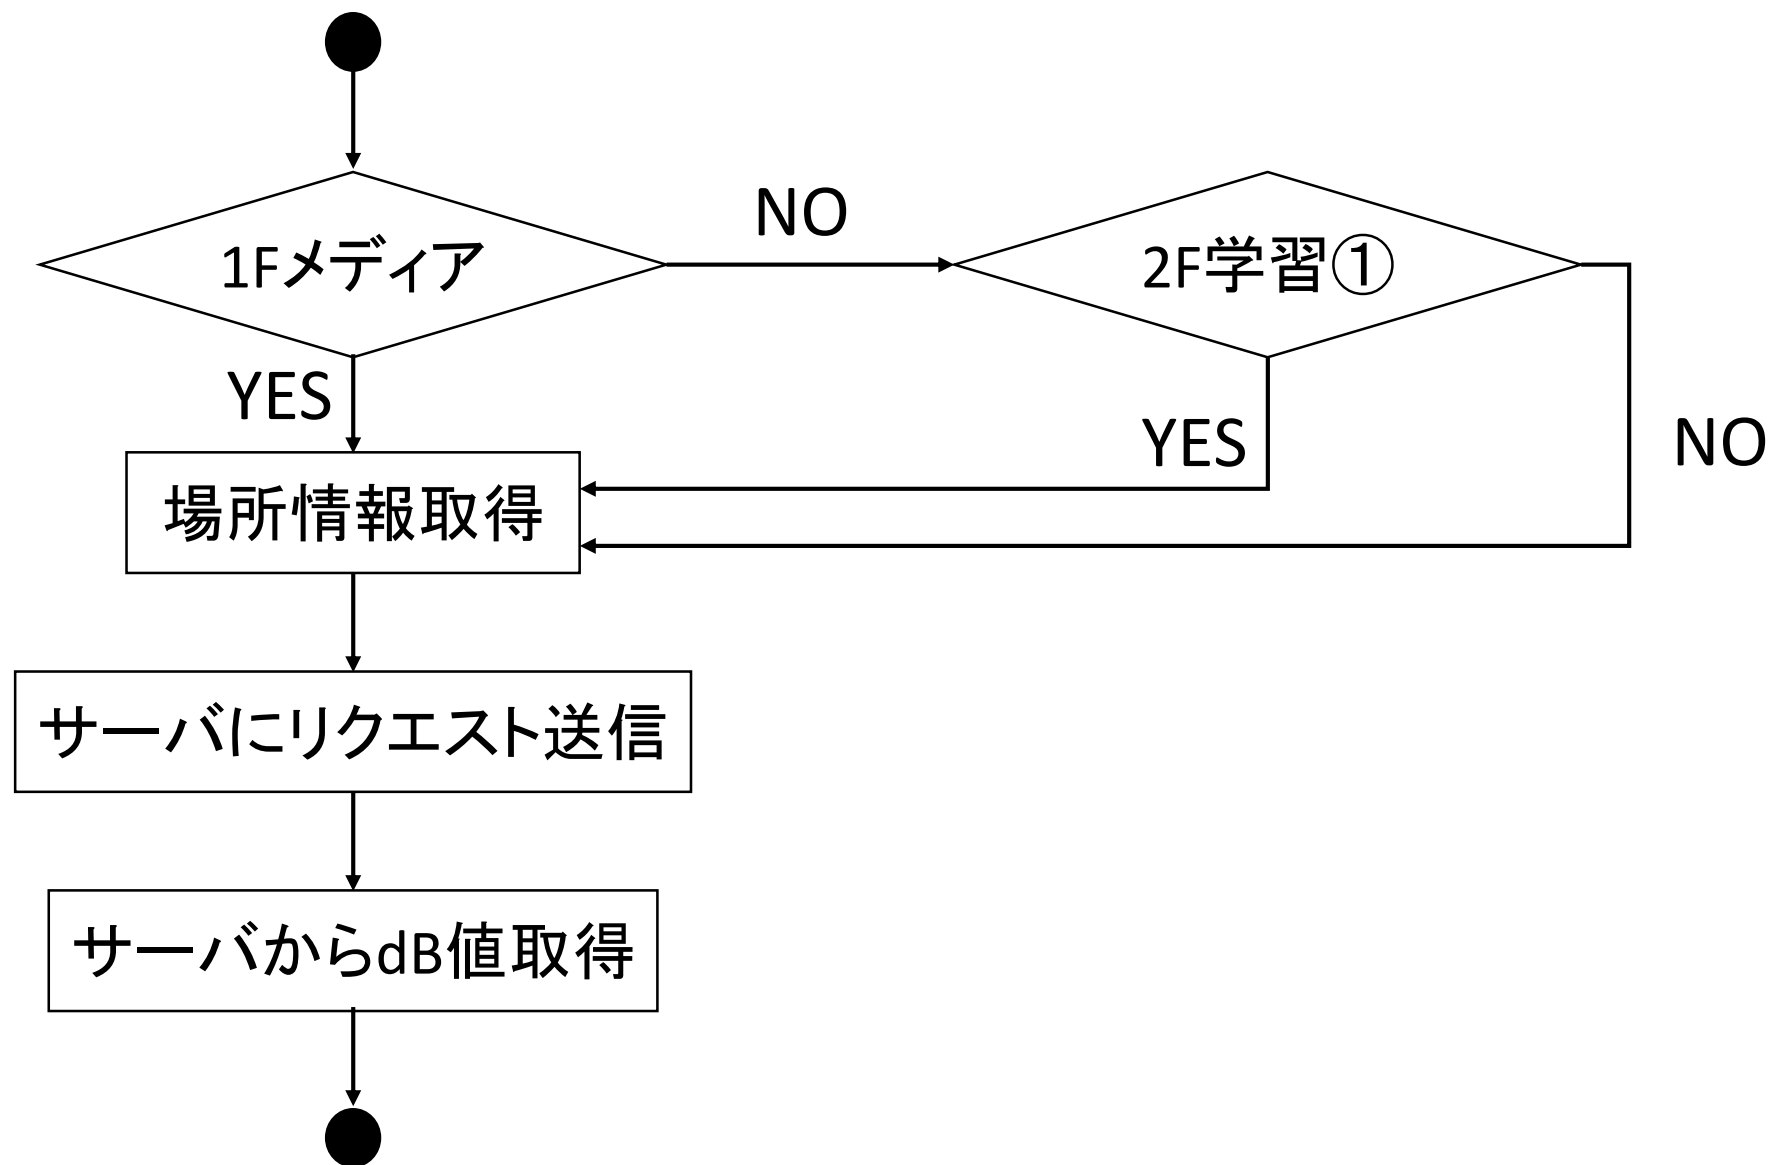 1Fメディア
NO
2F学習①
YES
YES
NO
場所情報取得
サーバにリクエスト送信
サーバからdB値取得